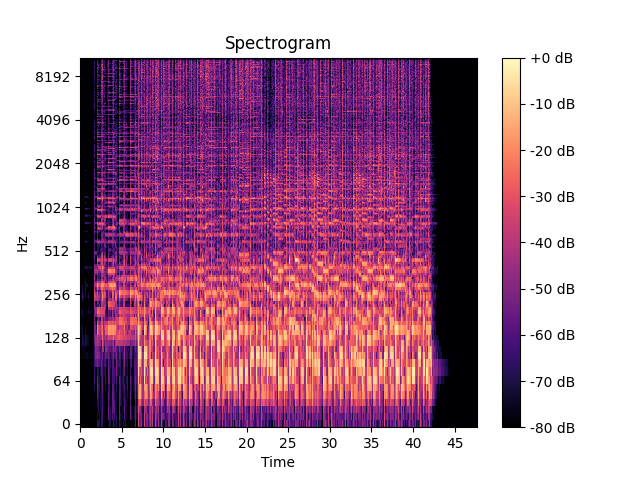 Spectrogram
Hz
8192
4096
2048
1024
512
256
128
64
0
0 5 10 15 20 25 30 35 40 45
Time
+0 dB
-10 dB
-20 dB
-30 dB
-40 dB
-50 dB
-60 dB
-70 dB
-80 dB